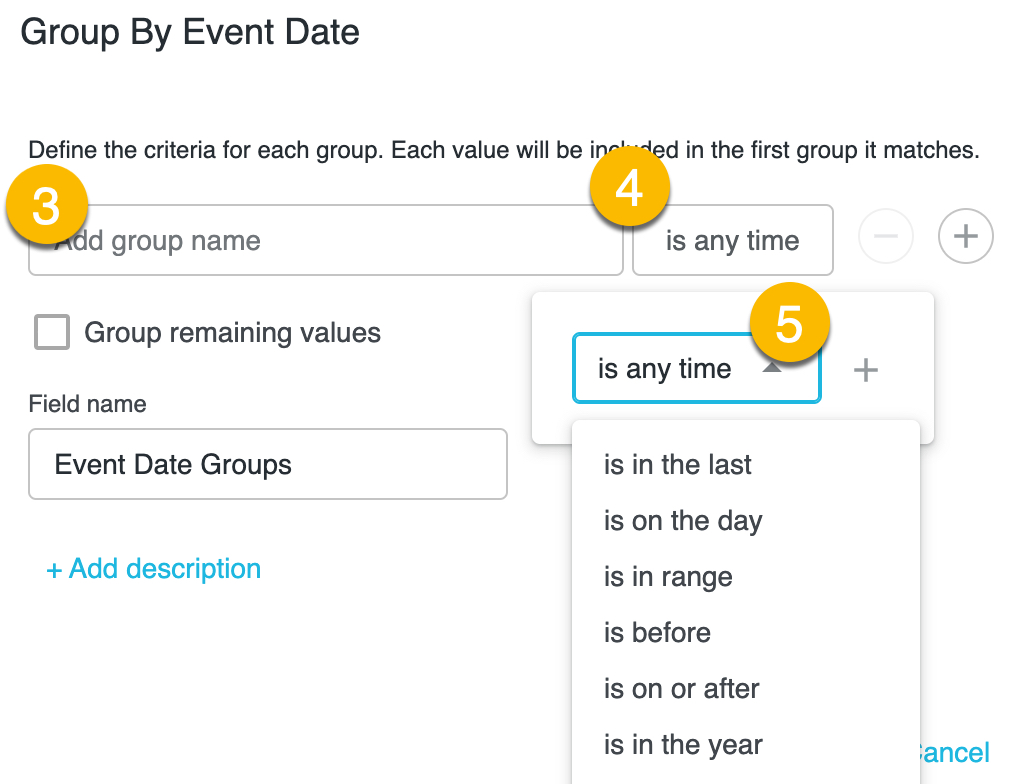 Group By Event Date
Define the criteria for each group. Each value will be included in the first group it matches.
3
4
Add group name
is any time
Group remaining values
5
is any time
Field name
Event Date Groups
is in the last
is on the day
+ Add description
is in range
is before
is on or after
is in the year
Cancel